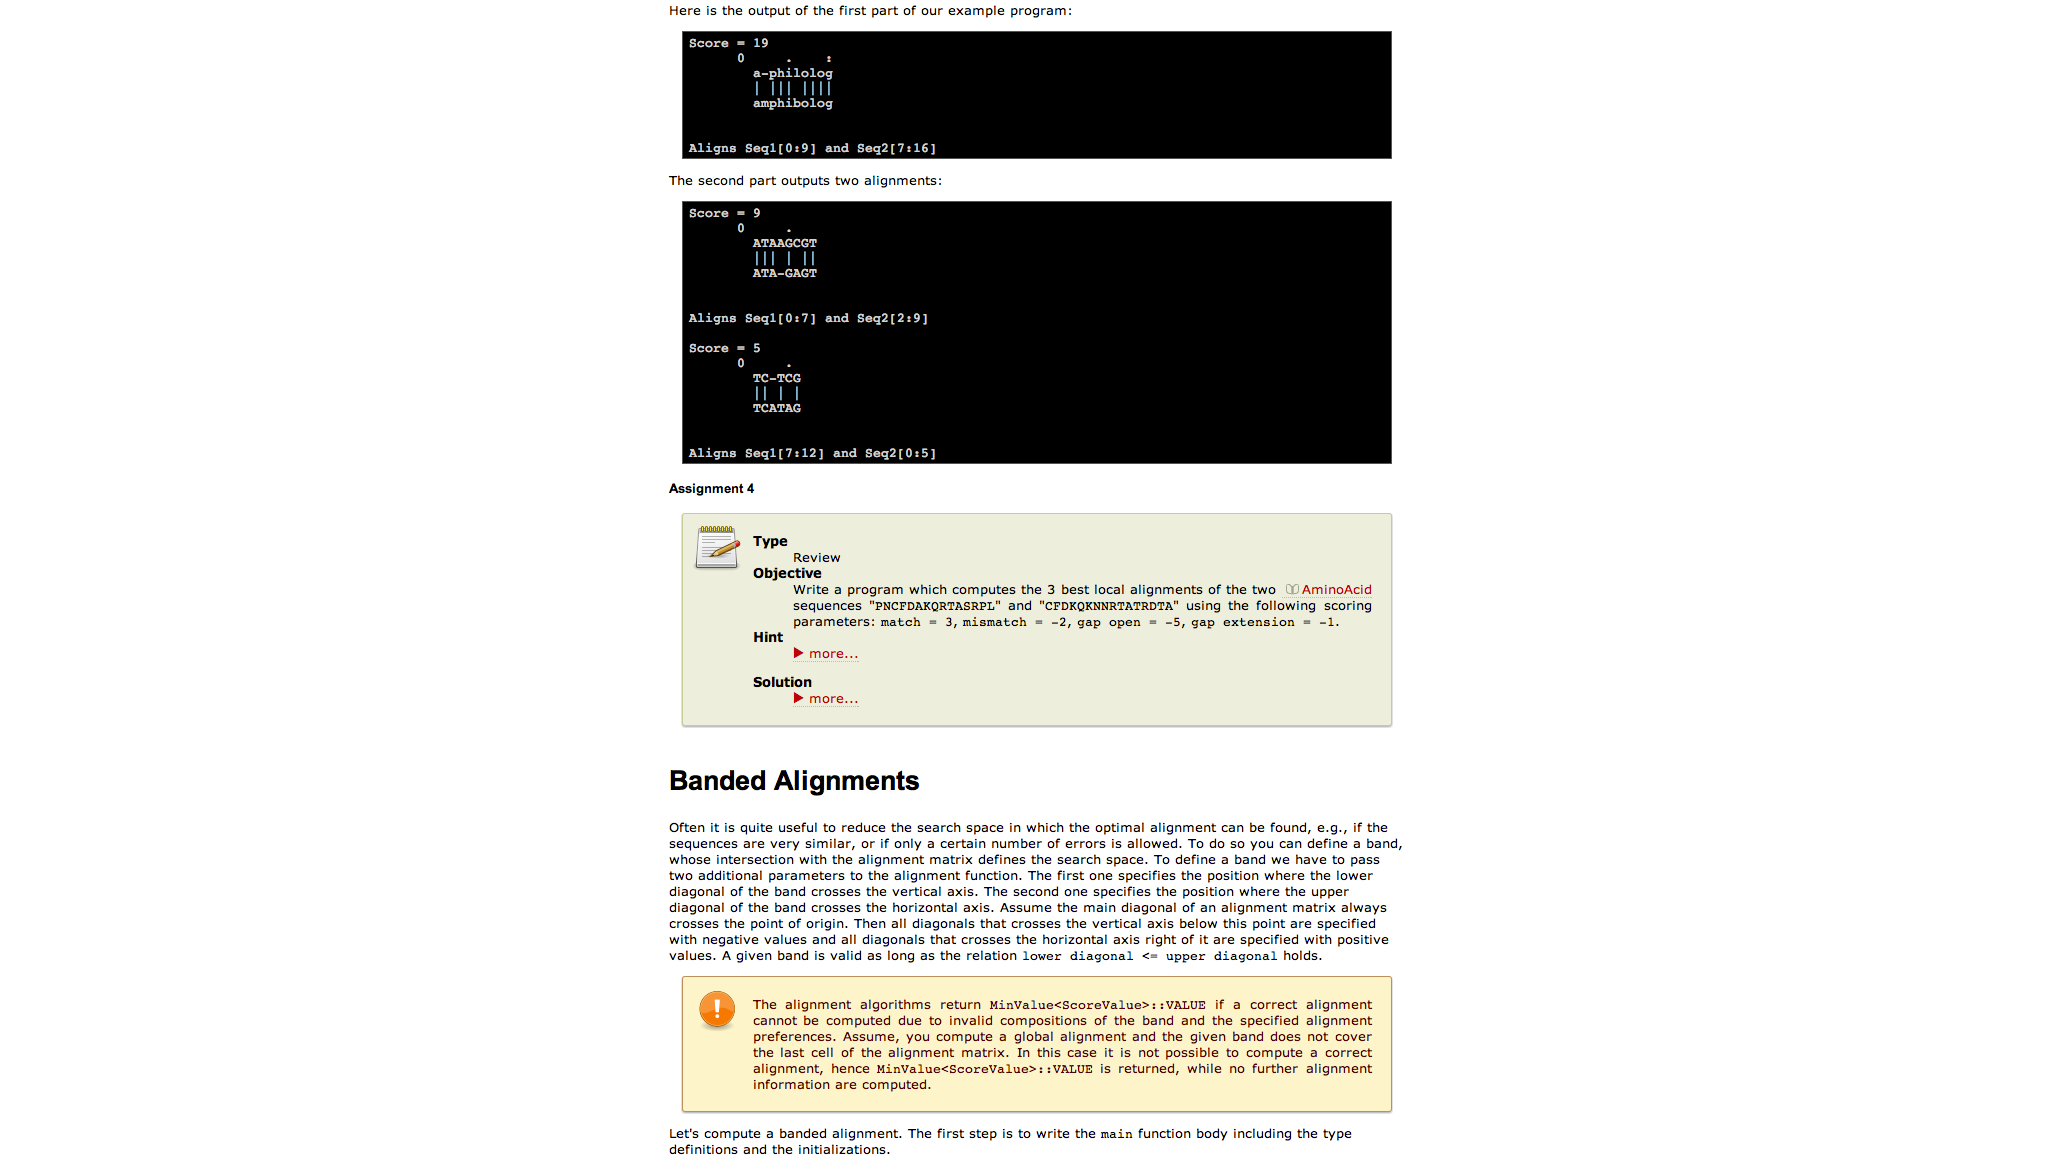 Here is the output of the first part of our example program:
Score = 19
0     .    :
a-philolog
| ||| ||||
amphibolog
Aligns Seq1[0:9] and Seq2[7:16]
The second part outputs two alignments:
Score = 9
0     .
ATAAGCGT
||| | ||
ATA-GAGT
Aligns Seq1[0:7] and Seq2[2:9]
Score = 5
0     .
TC-TCG
|| | |
TCATAG
Aligns Seq1[7:12] and Seq2[0:5]
Assignment 4
Type
Review
Objective
Write a program which computes the 3 best local alignments of the two AminoAcid
sequences "PNCFDAKQRTASRPL" and "CFDKQKNNRTATRDTA" using the following scoring
parameters: match = 3, mismatch = -2, gap open = -5, gap extension = -1.
Hint
▶ more...
Solution
▶ more...
Banded Alignments
Often it is quite useful to reduce the search space in which the optimal alignment can be found, e.g., if the
sequences are very similar, or if only a certain number of errors is allowed. To do so you can define a band,
whose intersection with the alignment matrix defines the search space. To define a band we have to pass
two additional parameters to the alignment function. The first one specifies the position where the lower
diagonal of the band crosses the vertical axis. The second one specifies the position where the upper
diagonal of the band crosses the horizontal axis. Assume the main diagonal of an alignment matrix always
crosses the point of origin. Then all diagonals that crosses the vertical axis below this point are specified
with negative values and all diagonals that crosses the horizontal axis right of it are specified with positive
values. A given band is valid as long as the relation lower diagonal <= upper diagonal holds.
The alignment algorithms return MinValue<ScoreValue>::VALUE if a correct alignment
cannot be computed due to invalid compositions of the band and the specified alignment
preferences. Assume, you compute a global alignment and the given band does not cover
the last cell of the alignment matrix. In this case it is not possible to compute a correct
alignment, hence MinValue<ScoreValue>::VALUE is returned, while no further alignment
information are computed.
Let's compute a banded alignment. The first step is to write the main function body including the type
definitions and the initializations.